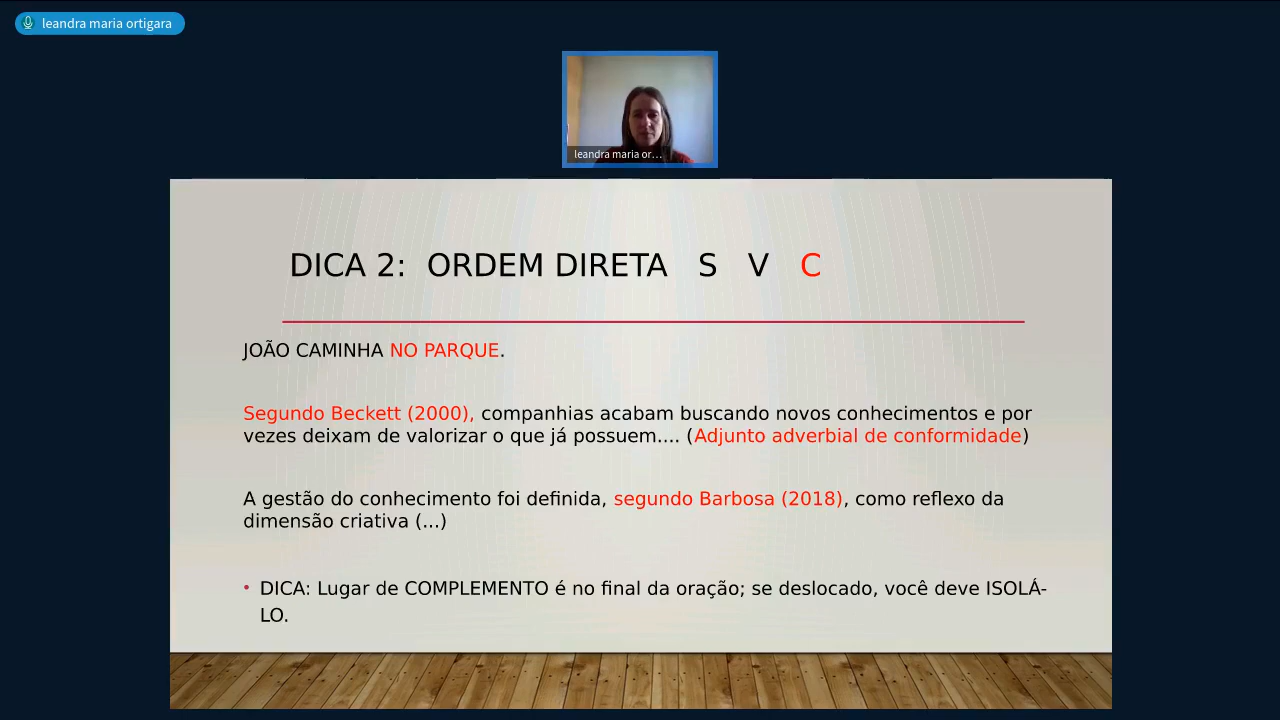 leandra maria ortigara
leandra maria or...
DICA 2: ORDEM DIRETA S V C
JOÃO CAMINHA NO PARQUE.
Segundo Beckett (2000), companhias acabam buscando novos conhecimentos e por
vezes deixam de valorizar o que já possuem.... (Adjunto adverbial de conformidade)
A gestão do conhecimento foi definida, segundo Barbosa (2018), como reflexo da
dimensão criativa (...)
• DICA: Lugar de COMPLEMENTO é no final da oração; se deslocado, você deve ISOLÁ-
LO.